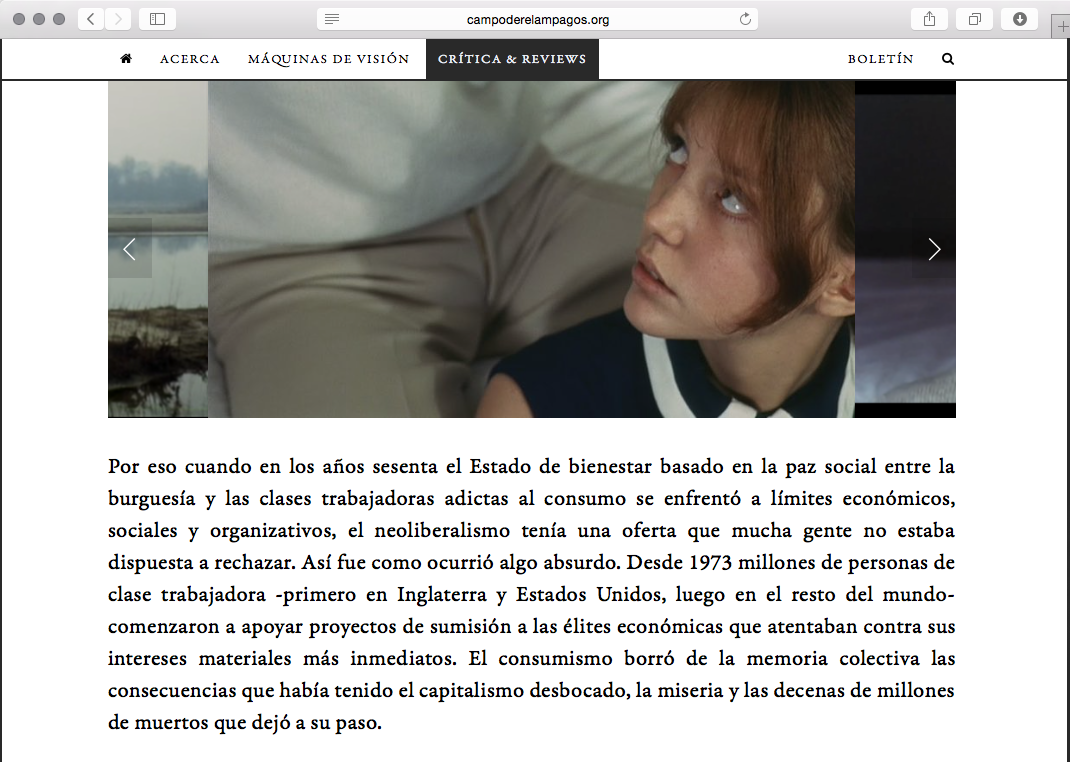 campoderelampagos.org
ACERCA
MÁQUINAS DE VISIÓN
CRÍTICA & REVIEWS
BOLETÍN
Por eso cuando en los años sesenta el Estado de bienestar basado en la paz social entre la
burguesía y las clases trabajadoras adictas al consumo se enfrentó a límites económicos,
sociales y organizativos, el neoliberalismo tenía una oferta que mucha gente no estaba
dispuesta a rechazar. Así fue como ocurrió algo absurdo. Desde 1973 millones de personas de
clase trabajadora -primero en Inglaterra y Estados Unidos, luego en el resto del mundo-
comenzaron a apoyar proyectos de sumisión a las élites económicas que atentaban contra sus
intereses materiales más inmediatos. El consumismo borró de la memoria colectiva las
consecuencias que había tenido el capitalismo desbocado, la miseria y las decenas de millones
de muertos que dejó a su paso.